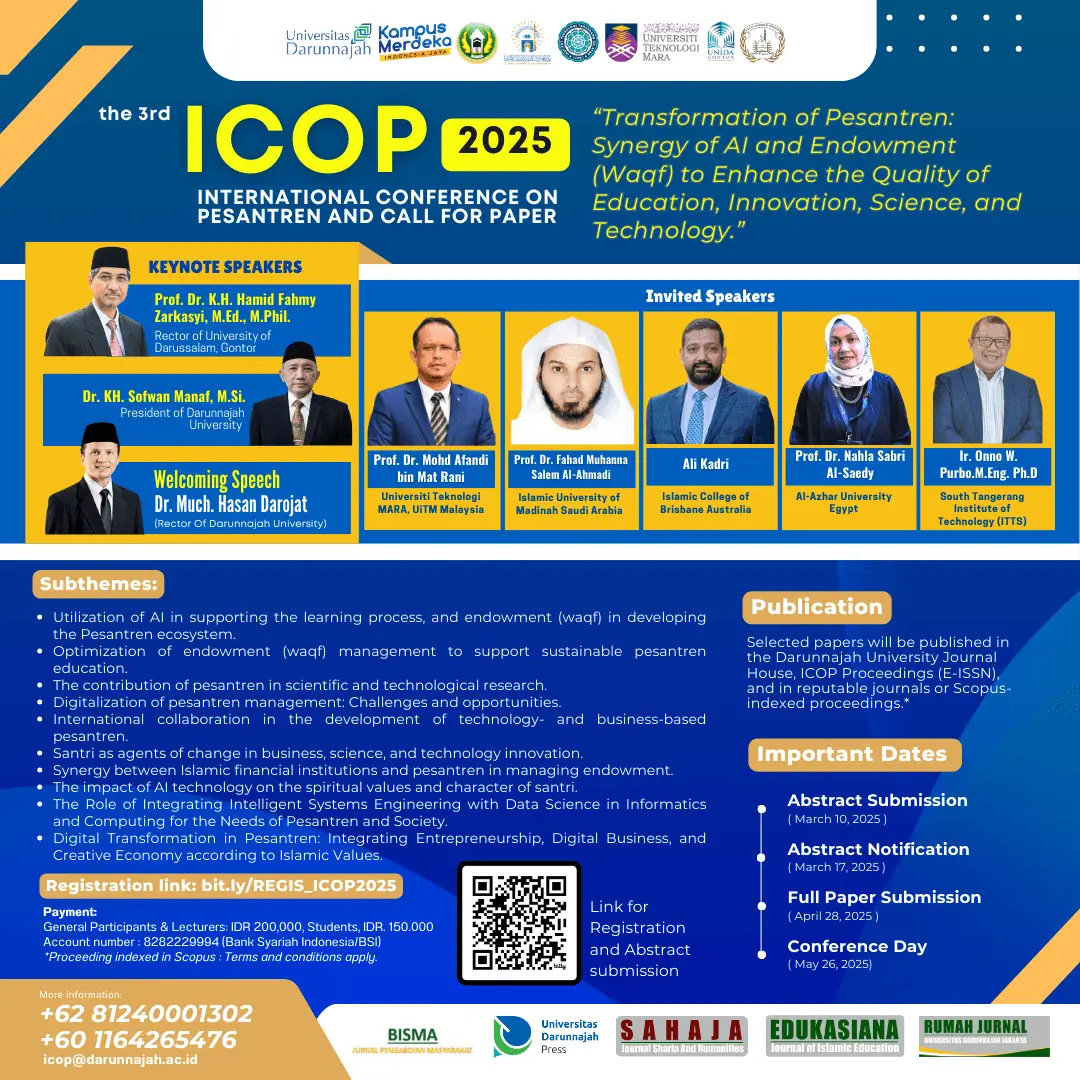 Universitas
Darunnajah
Kampus
Merdeka
INDONESIA JAYA
UNIVERSITI
TEKNOLOGI
MARA
UNIDA
GONTOR
the 3rd
ICOP 2025
INTERNATIONAL CONFERENCE ON
PESANTREN AND CALL FOR PAPER
“Transformation of Pesantren:
Synergy of AI and Endowment
(Waqf) to Enhance the Quality of
Education, Innovation, Science, and
Technology.”
KEYNOTE SPEAKERS
Prof. Dr. K.H. Hamid Fahmy
Zarkasyi, M.Ed., M.Phil.
Rector of University of
Darussalam, Gontor
Dr. KH. Sofwan Manaf, M.Si.
President of Darunnajah
University
Welcoming Speech
Dr. Much. Hasan Darojat
(Rector Of Darunnajah University)
Invited Speakers
Prof. Dr. Mohd Afandi
bin Mat Rani
Universiti Teknologi
MARA, UiTM Malaysia
Prof. Dr. Fahad Muhanna
Salem Al-Ahmadi
Islamic University of
Madinah Saudi Arabia
Ali Kadri
Islamic College of
Brisbane Australia
Prof. Dr. Nahla Sabri
Al-Saedy
Al-Azhar University
Egypt
Ir. Onno W.
Purbo.M.Eng. Ph.D
South Tangerang
Institute of
Technology (ITTS)
Subthemes:
• Utilization of AI in supporting the learning process, and endowment (waqf) in developing
the Pesantren ecosystem.
• Optimization of endowment (waqf) management to support sustainable pesantren
education.
• The contribution of pesantren in scientific and technological research.
• Digitalization of pesantren management: Challenges and opportunities.
• International collaboration in the development of technology- and business-based
pesantren.
• Santri as agents of change in business, science, and technology innovation.
• Synergy between Islamic financial institutions and pesantren in managing endowment.
• The impact of AI technology on the spiritual values and character of santri.
• The Role of Integrating Intelligent Systems Engineering with Data Science in Informatics
and Computing for the Needs of Pesantren and Society.
• Digital Transformation in Pesantren: Integrating Entrepreneurship, Digital Business, and
Creative Economy according to Islamic Values.
Registration link: bit.ly/REGIS_ICOP2025
Payment:
General Participants & Lecturers: IDR 200,000, Students, IDR. 150.000
Account number : 8282229994 (Bank Syariah Indonesia/BSI)
*Proceeding indexed in Scopus : Terms and conditions apply.
bitly
Link for
Registration
and Abstract
submission
Publication
Selected papers will be published in
the Darunnajah University Journal
House, ICOP Proceedings (E-ISSN),
and in reputable journals or Scopus-
indexed proceedings.*
Important Dates
Abstract Submission
( March 10, 2025 )
Abstract Notification
( March 17, 2025 )
Full Paper Submission
( April 28, 2025 )
Conference Day
( May 26, 2025)
More information:
+62 81240001302
+60 1164265476
icop@darunnajah.ac.id
BISMA
JURNAL PENGABDIAN MASYARAKAT
Universitas
Darunnajah
Press
SAHAJA
Journal Sharia And Humanities
EDUKASIANA
Journal of Islamic Education
RUMAH JURNAL
UNIVERSITAS DARUNNAJAH JAKARTA